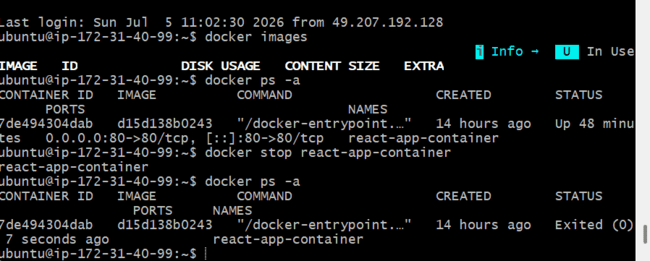 Last login: Sun Jul  5 11:02:30 2026 from 49.207.192.128
ubuntu@ip-172-31-40-99:~$ docker images
i Info →   U  In Use
IMAGE   ID             DISK USAGE   CONTENT SIZE   EXTRA
ubuntu@ip-172-31-40-99:~$ docker ps -a
CONTAINER ID   IMAGE          COMMAND                  CREATED        STATUS
PORTS                                 NAMES
7de494304dab   d15d138b0243   "/docker-entrypoint.…"   14 hours ago   Up 48 minu
tes   0.0.0.0:80->80/tcp, [::]:80->80/tcp   react-app-container
ubuntu@ip-172-31-40-99:~$ docker stop react-app-container
react-app-container
ubuntu@ip-172-31-40-99:~$ docker ps -a
CONTAINER ID   IMAGE          COMMAND                  CREATED        STATUS
PORTS     NAMES
7de494304dab   d15d138b0243   "/docker-entrypoint.…"   14 hours ago   Exited (0)
7 seconds ago             react-app-container
ubuntu@ip-172-31-40-99:~$